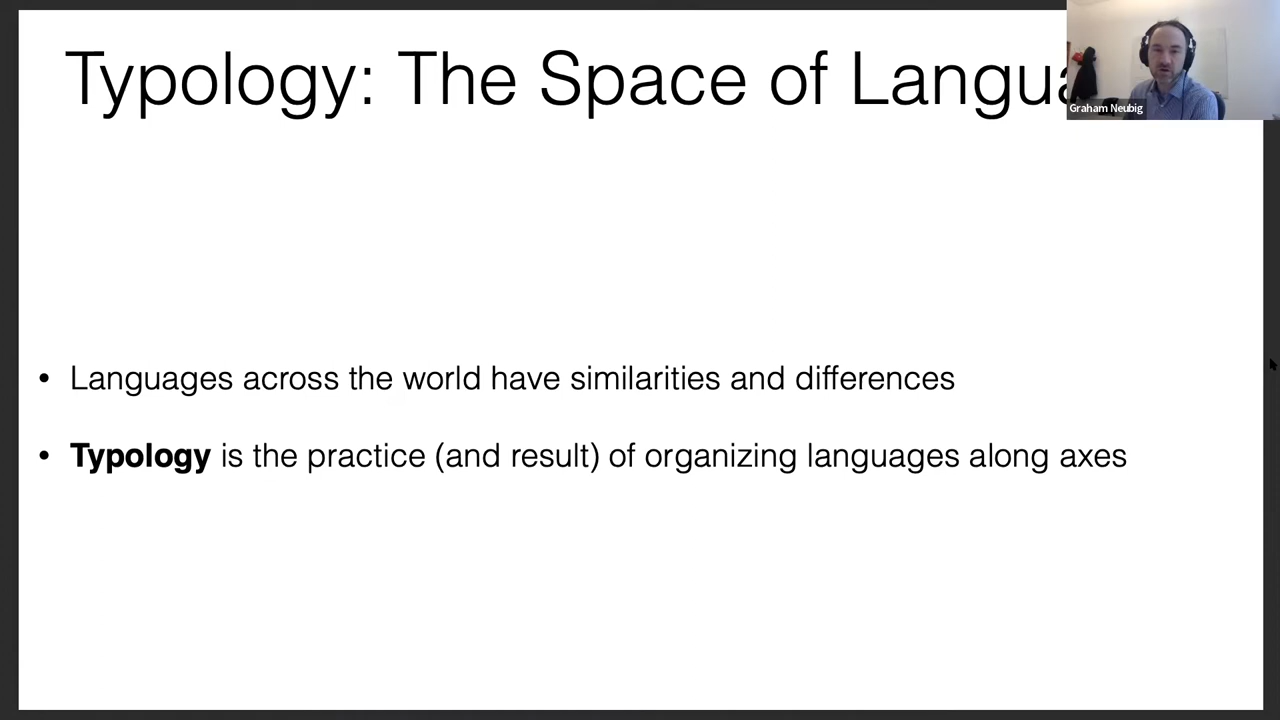 Typology: The Space of Langua
Graham Neubig
• Languages across the world have similarities and differences
• Typology is the practice (and result) of organizing languages along axes